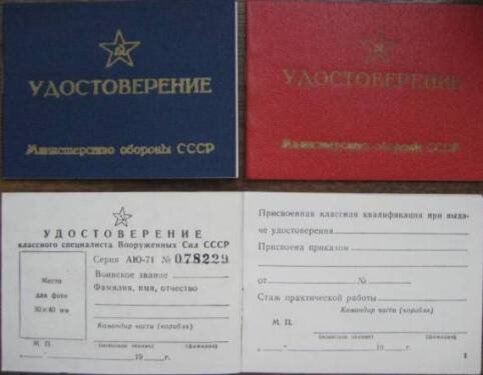 УДОСТОВЕРЕНИЕ
Министерство обороны СССР
УДОСТОВЕРЕНИЕ
Министерство обороны СССР
УДОСТОВЕРЕНИЕ
классного специалиста Вооруженных Сил СССР
Серия АЮ-71 № 078229
Воинское звание
Фамилия, имя, отчество
Место
для фото
30×40 мм
Командир части (корабля)
М. П.
(воинское звание) (фамилия)
" " 19 г.
Присвоенная классная квалификация при выда-
че удостоверения
Присвоена приказом
от № 
Стаж практической работы
Командир части (корабля)
М. П.
(воинское звание) (фамилия)
" " 19 г.
1